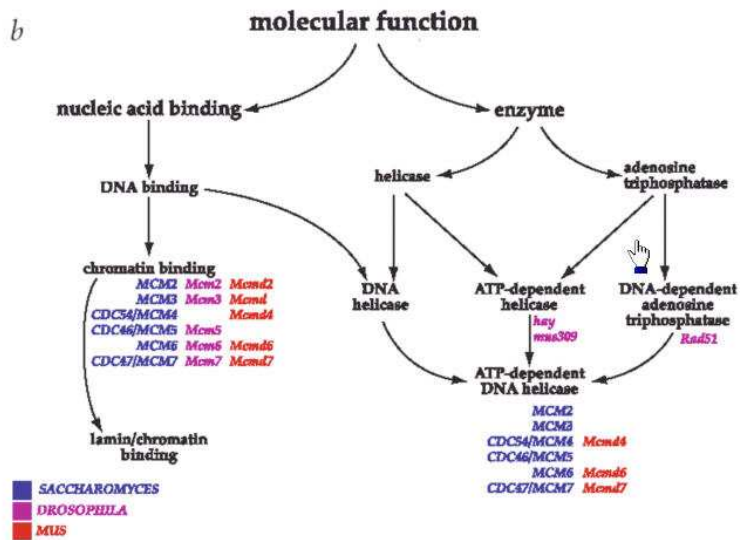 b
molecular function
nucleic acid binding
enzyme
DNA binding
helicase
adenosine
triphosphatase
chromatin binding
MCM2 Mcm2 Mcmd2
MCM3 Mcm3 Mcmd
CDC54/MCM4 Mcmd4
CDC46/MCM5 Mcm5
MCM6 Mcm6 Mcmd6
CDC47/MCM7 Mcm7 Mcmd7
DNA
helicase
ATP-dependent
helicase
hay
mus309
DNA-dependent
adenosine
triphosphatase
Rad51
ATP-dependent
DNA helicase
MCM2
MCM3
CDC54/MCM4 Mcmd4
CDC46/MCM5
MCM6 Mcmd6
CDC47/MCM7 Mcmd7
lamin/chromatin
binding
SACCHAROMYCES
DROSOPHILA
MUS